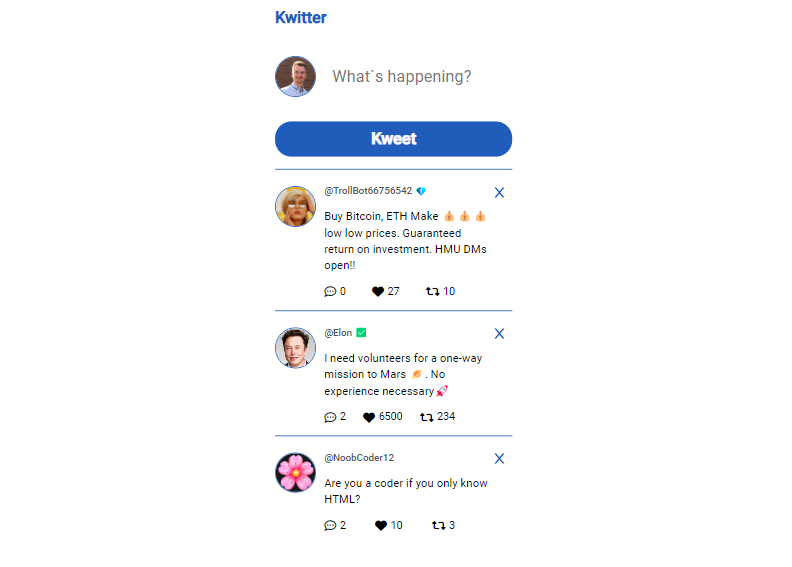 Kwitter
What`s happening?
Kweet
@TrollBot66756542 💎
X
Buy Bitcoin, ETH Make 💰 💰 💰
low low prices. Guaranteed
return on investment. HMU DMs
open!!
0 27 10
@Elon ✅
X
I need volunteers for a one-way
mission to Mars 🪐 . No
experience necessary🚀
2 6500 234
@NoobCoder12
X
Are you a coder if you only know
HTML?
2 10 3